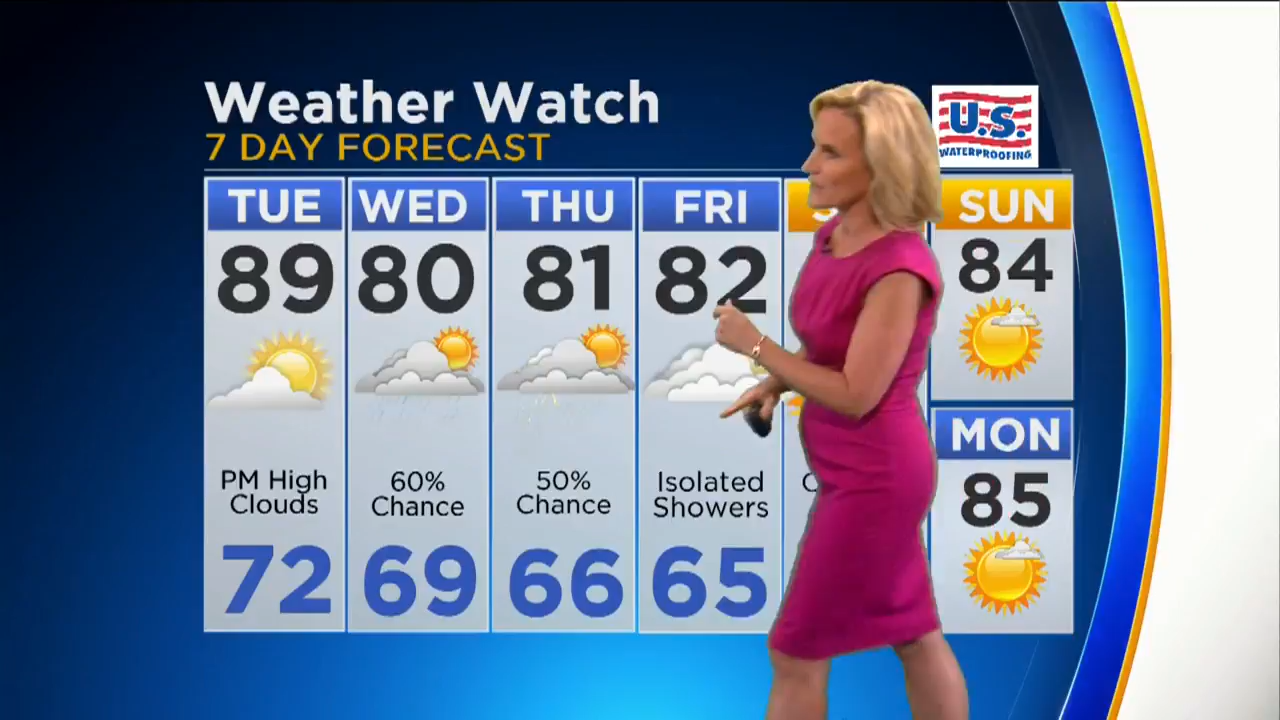 Weather Watch
7 DAY FORECAST
U.S.
WATERPROOFING
TUE
89
PM High
Clouds
72
WED
80
60%
Chance
69
THU
81
50%
Chance
66
FRI
82
Isolated
Showers
65
SUN
84
MON
85